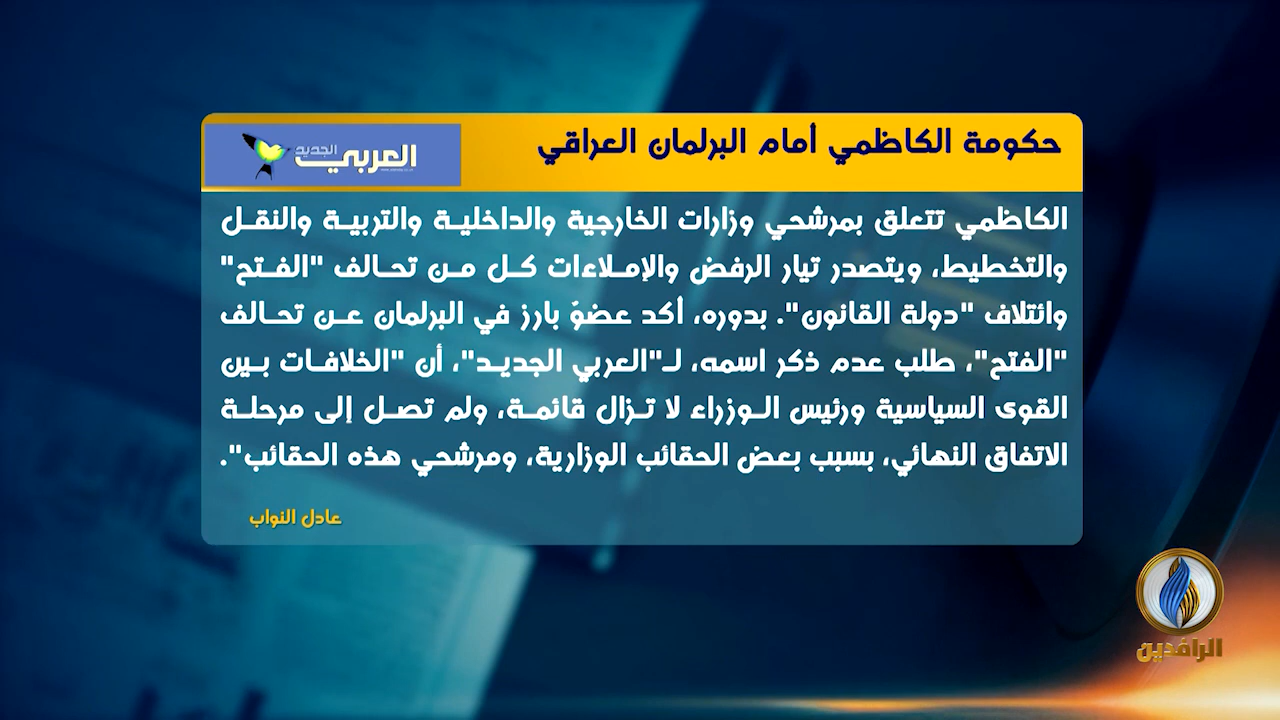 حكومة الكاظمي أمام البرلمان العراقي
العربي الجديد
الكاظمي تتعلق بمرشحي وزارات الخارجية والداخلية والتربية والنقل
والتخطيط، ويتصدر تيار الرفض والإملاءات كل من تحالف "الفتح"
وائتلاف "دولة القانون". بدوره، أكد عضوٌ بارز في البرلمان عن تحالف
"الفتح"، طلب عدم ذكر اسمه، لـ"العربي الجديد"، أن "الخلافات بين
القوى السياسية ورئيس الوزراء لا تزال قائمة، ولم تصل إلى مرحلة
الاتفاق النهائي، بسبب بعض الحقائب الوزارية، ومرشحي هذه الحقائب".
عادل النواب
الرافدين